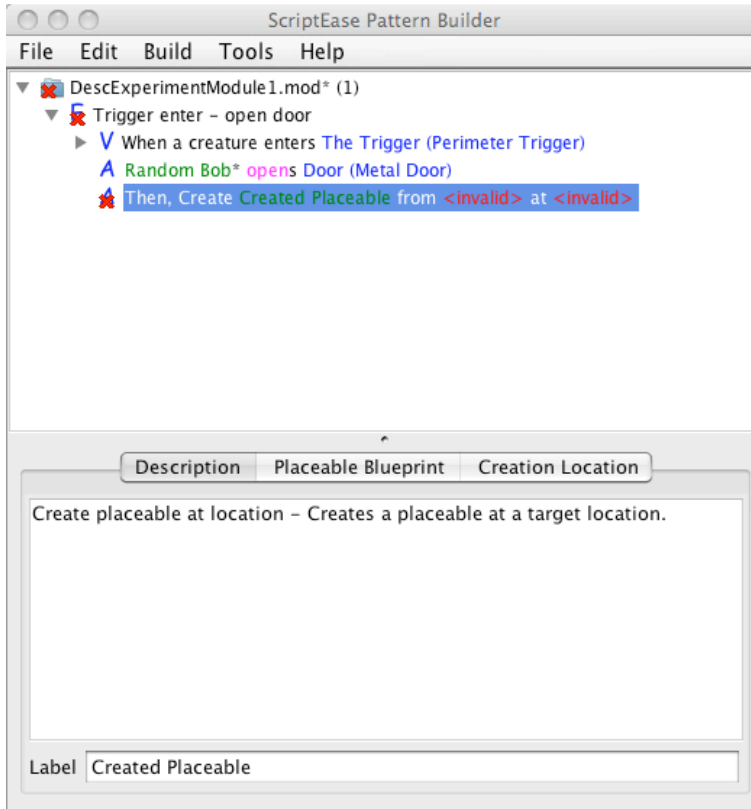 ScriptEase Pattern Builder
File Edit Build Tools Help
DescExperimentModule1.mod* (1)
Trigger enter – open door
V When a creature enters The Trigger (Perimeter Trigger)
A Random Bob* opens Door (Metal Door)
Then, Create Created Placeable from <invalid> at <invalid>
Description Placeable Blueprint Creation Location
Create placeable at location – Creates a placeable at a target location.
Label Created Placeable